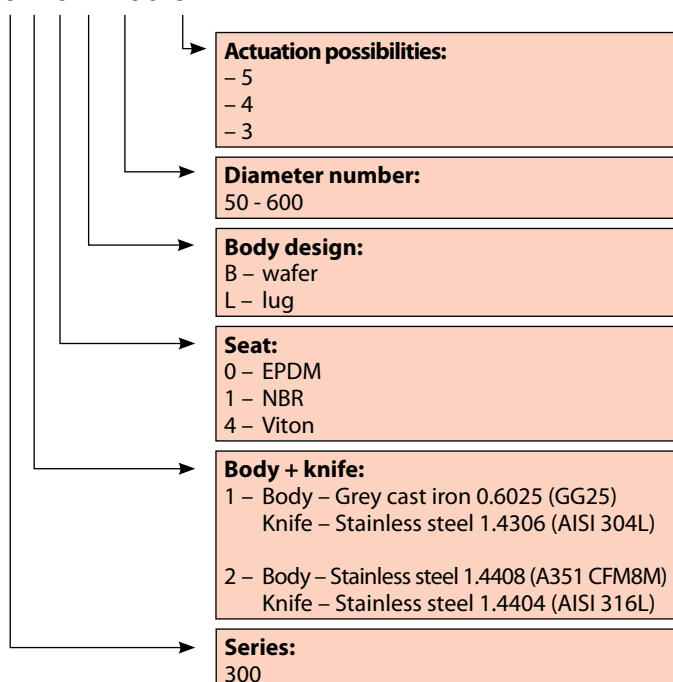 Actuation possibilities:
– 5
– 4
– 3
Diameter number:
50 - 600
Body design:
B – wafer
L – lug
Seat:
0 – EPDM
1 – NBR
4 – Viton
Body + knife:
1 – Body – Grey cast iron 0.6025 (GG25)
Knife – Stainless steel 1.4306 (AISI 304L)
2 – Body – Stainless steel 1.4408 (A351 CFM8M)
Knife – Stainless steel 1.4404 (AISI 316L)
Series:
300